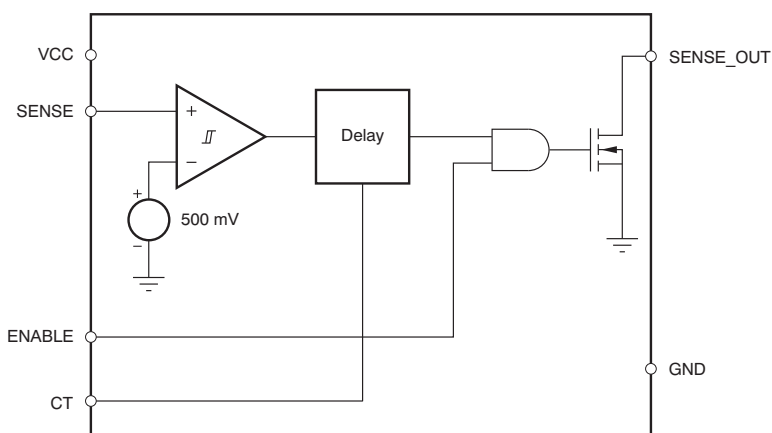 VCC
SENSE_OUT
SENSE
+
Delay
−
+
500 mV
−
ENABLE
GND
CT